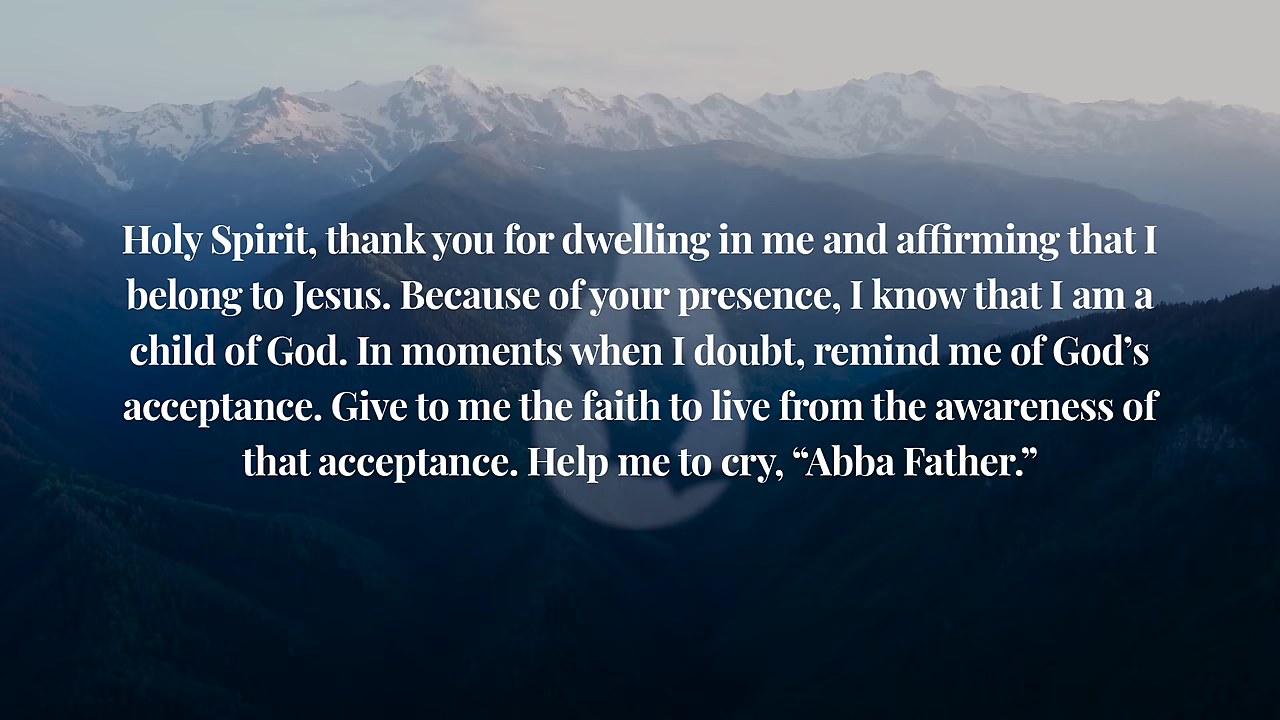 Holy Spirit, thank you for dwelling in me and affirming that I
belong to Jesus. Because of your presence, I know that I am a
child of God. In moments when I doubt, remind me of God’s
acceptance. Give to me the faith to live from the awareness of
that acceptance. Help me to cry, “Abba Father.”